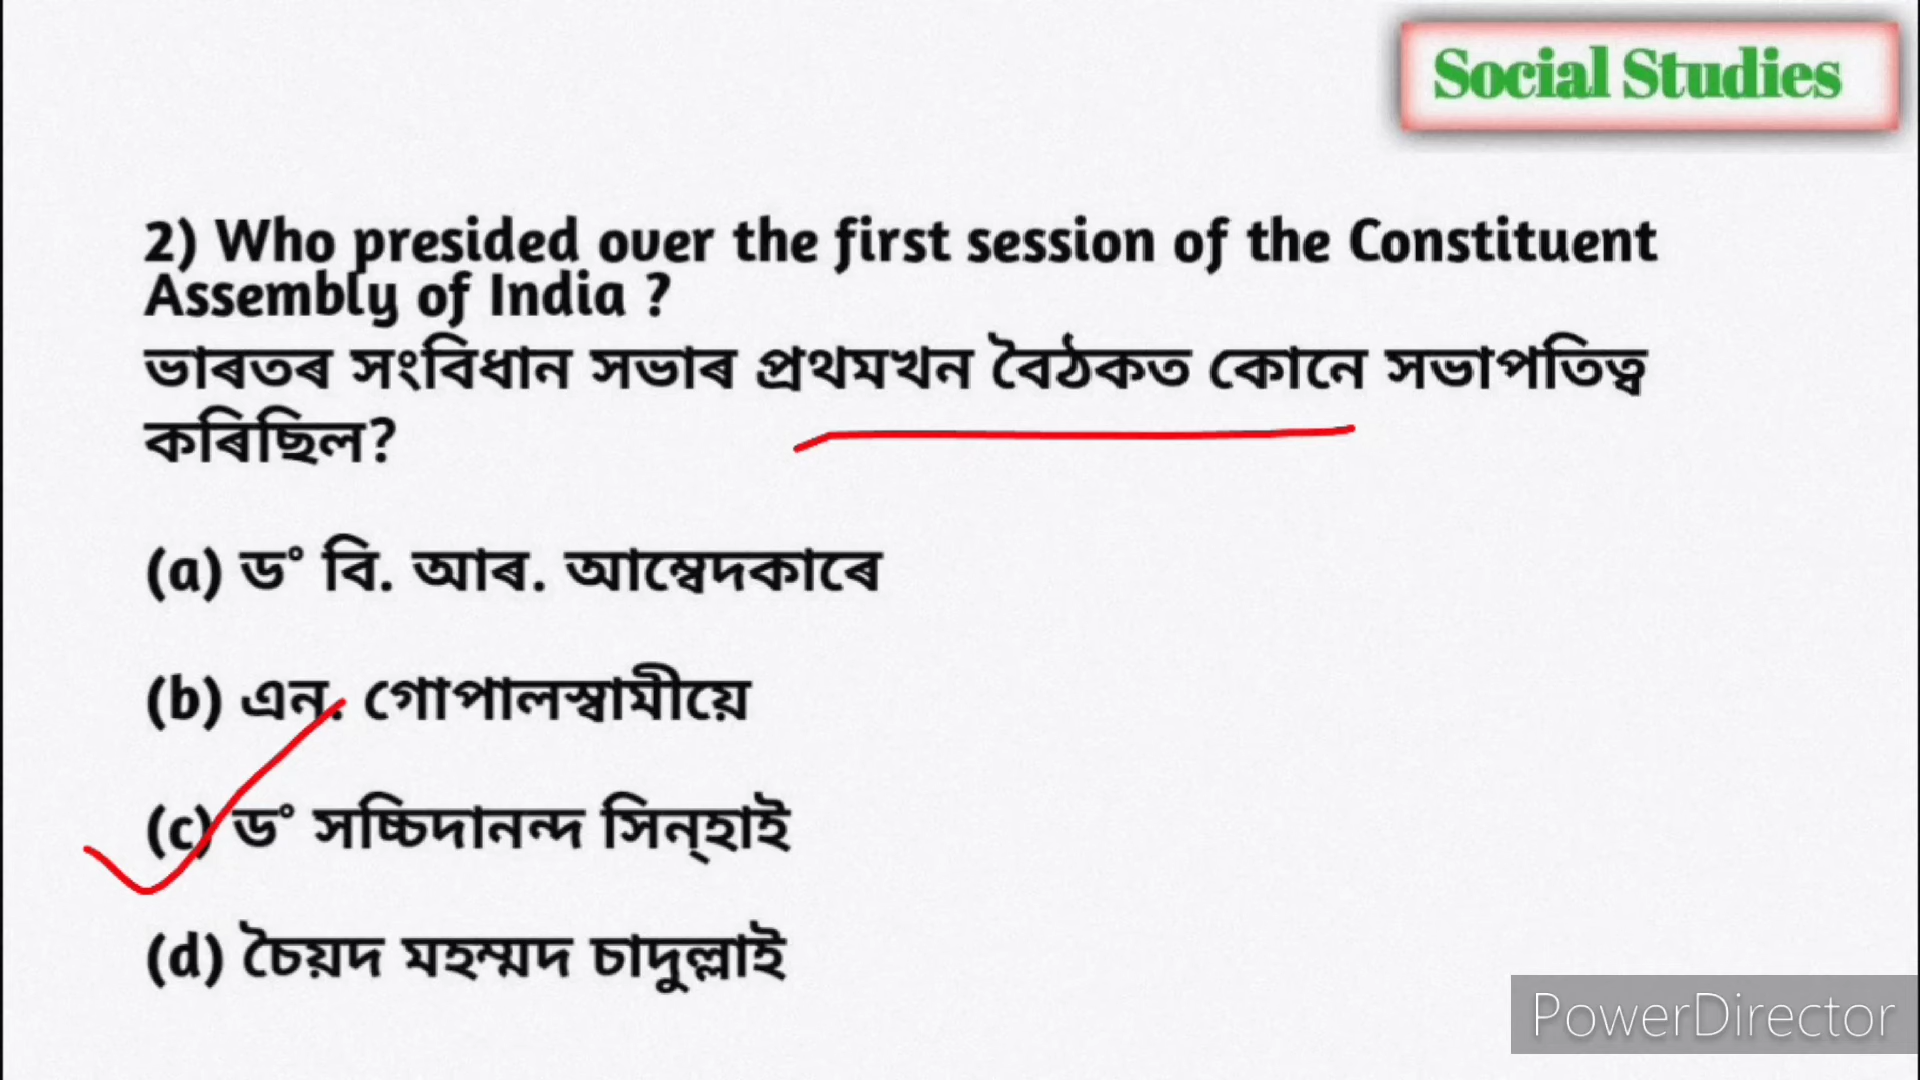 Social Studies
2) Who presided over the first session of the Constituent
Assembly of India ?
ভাৰতৰ সংবিধান সভাৰ প্ৰথমখন বৈঠকত কোনে সভাপতিত্ব
কৰিছিল?
(a) ড° বি. আৰ. আম্বেদকাৰে
(b) এন. গোপালস্বামীয়ে
(c) ড° সচ্চিদানন্দ সিন্‌হাই
(d) চৈয়দ মহম্মদ চাদুল্লাই
PowerDirector